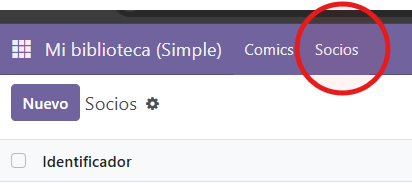 Mi biblioteca (Simple) Comics Socios
Nuevo Socios
Identificador